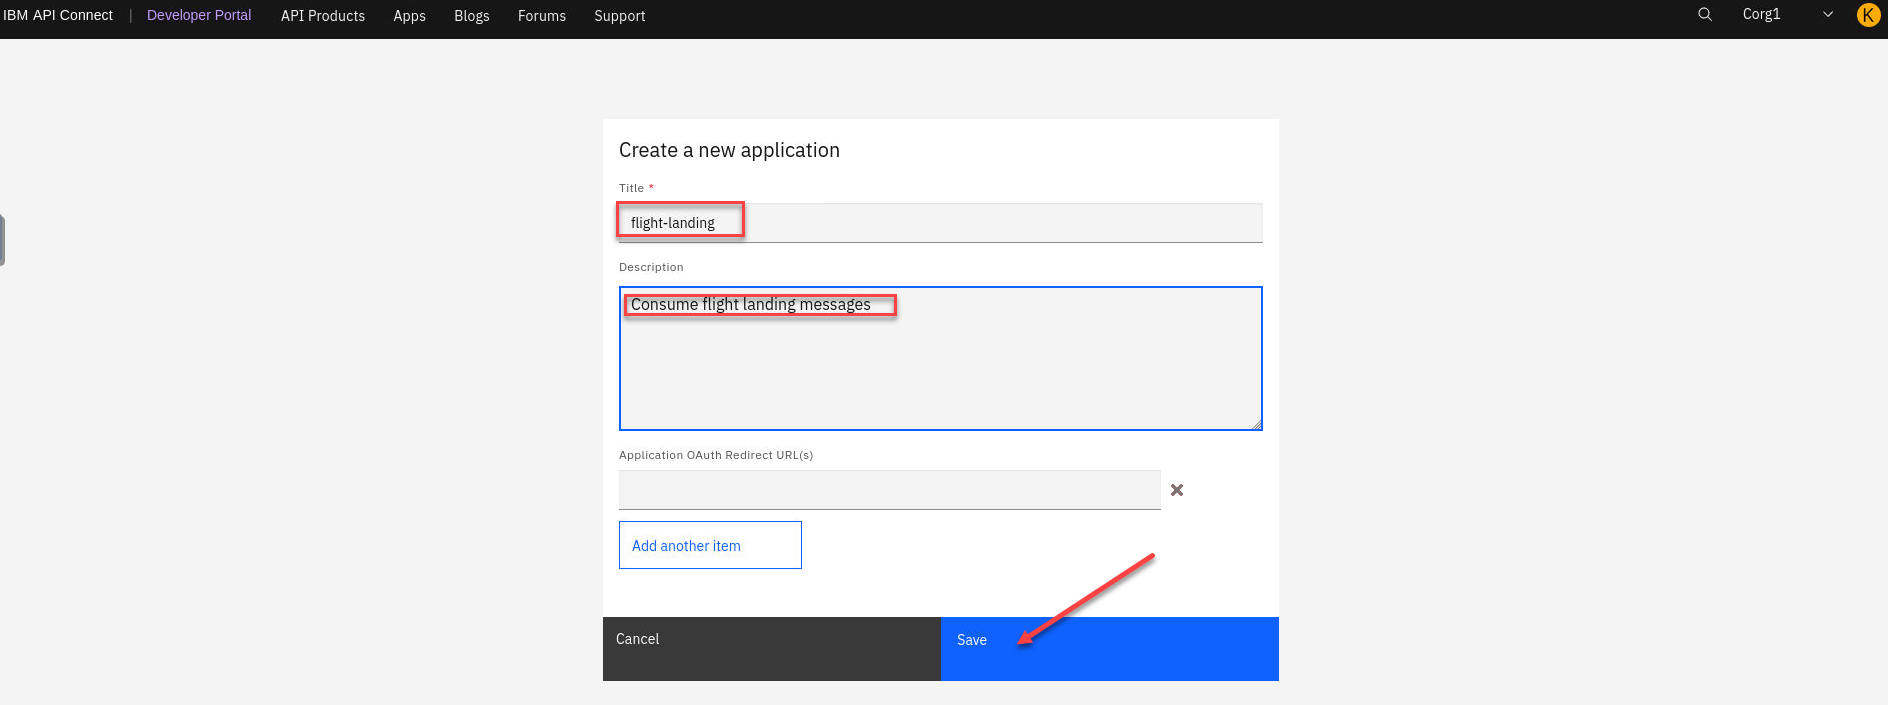 IBM API Connect | Developer Portal API Products Apps Blogs Forums Support Corg1 K
Create a new application
Title *
flight-landing
Description
Consume flight landing messages
Application OAuth Redirect URL(s)
Add another item
Cancel Save